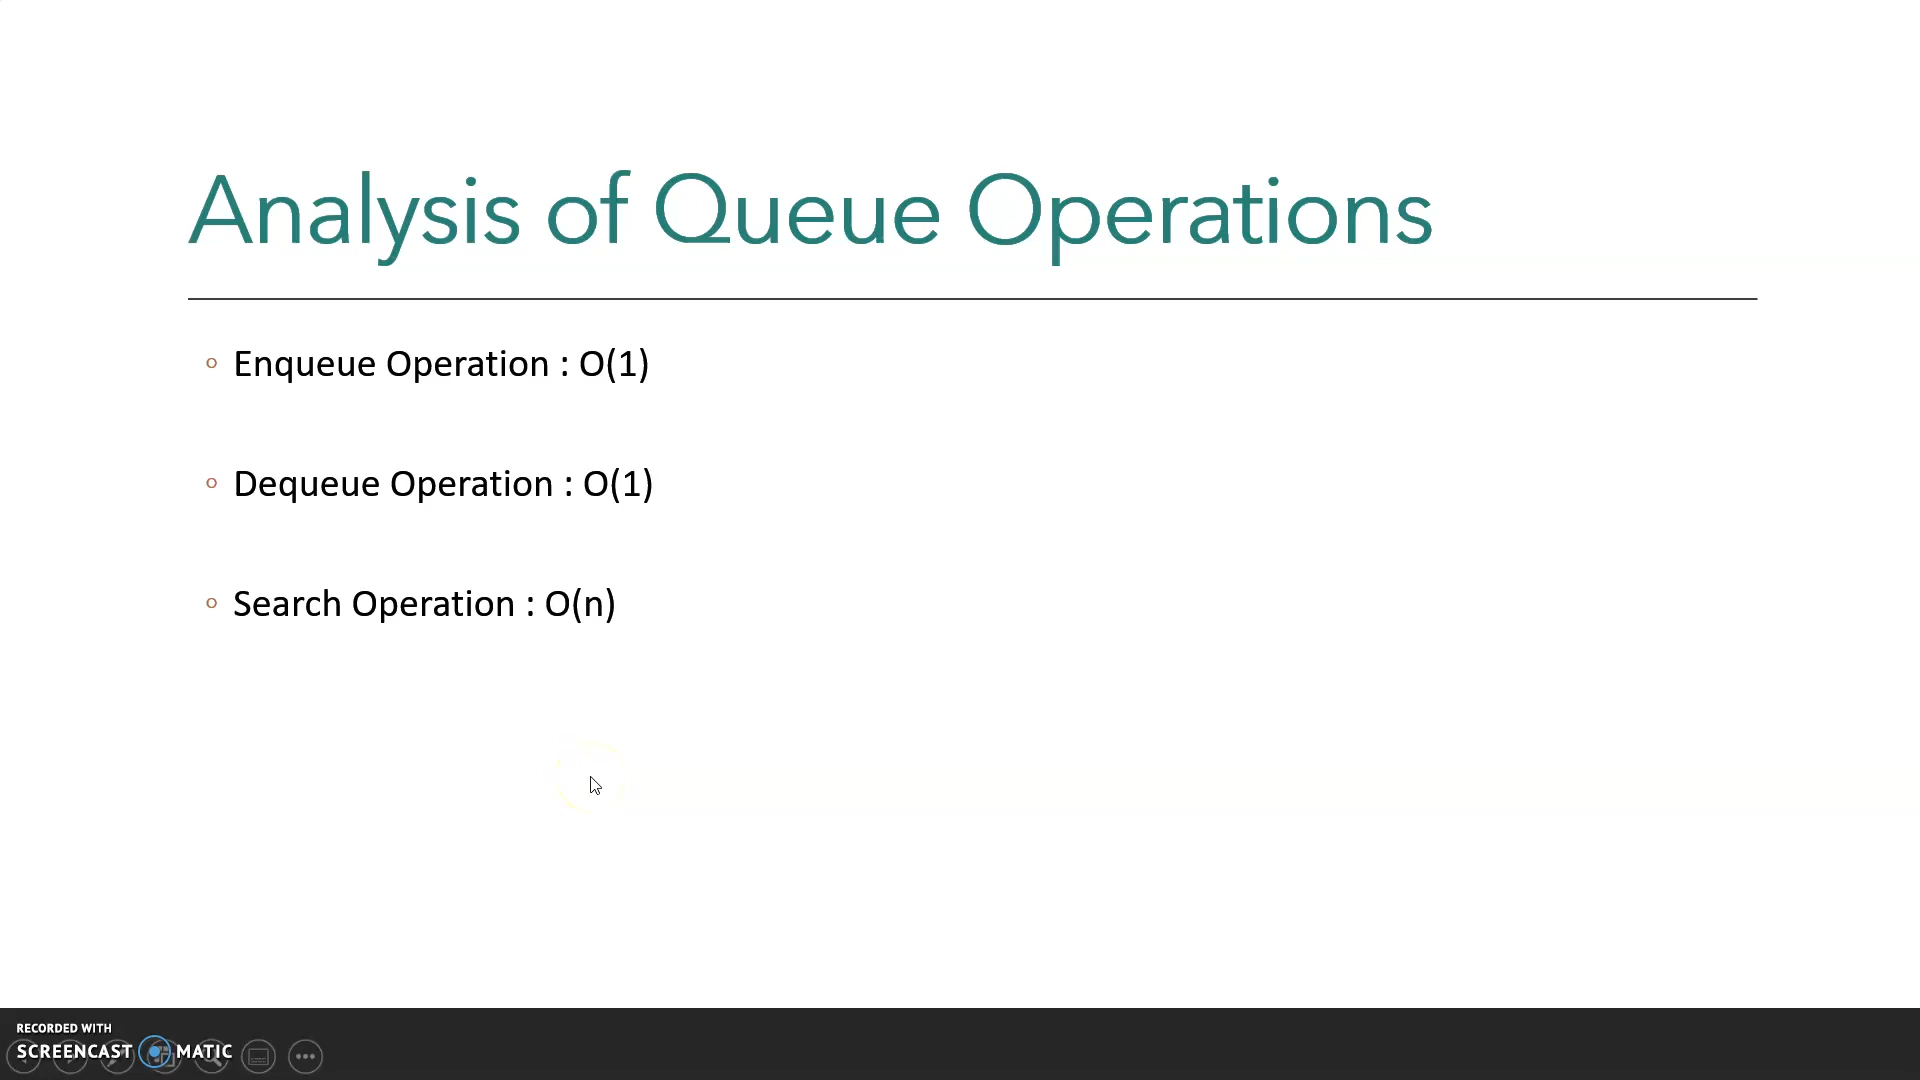 Analysis of Queue Operations
Enqueue Operation : O(1)
Dequeue Operation : O(1)
Search Operation : O(n)
RECORDED WITH
SCREENCAST MATIC